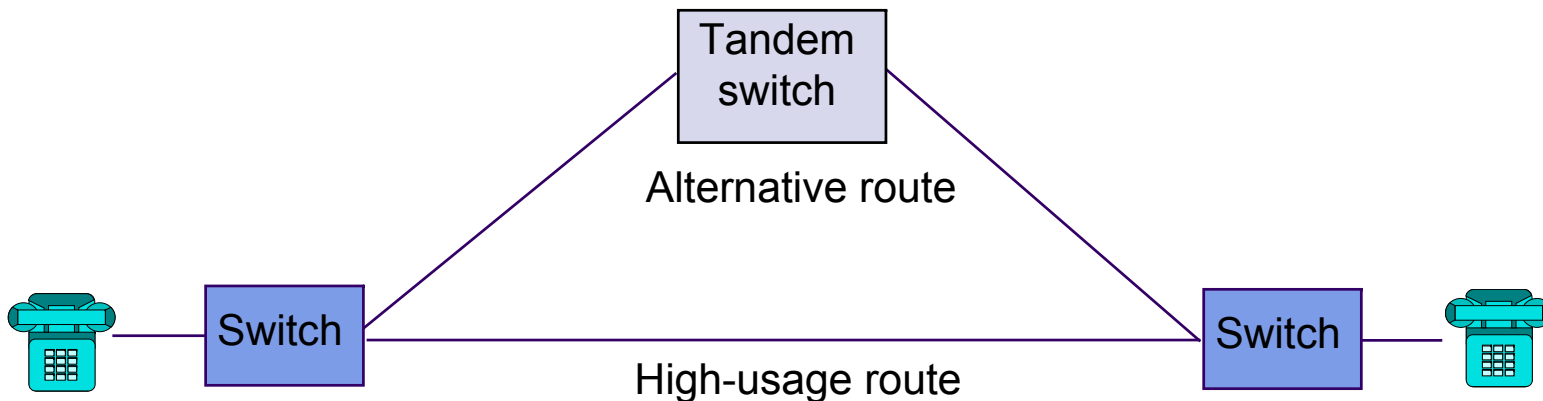 Tandem
switch
Alternative route
Switch
Switch
High-usage route